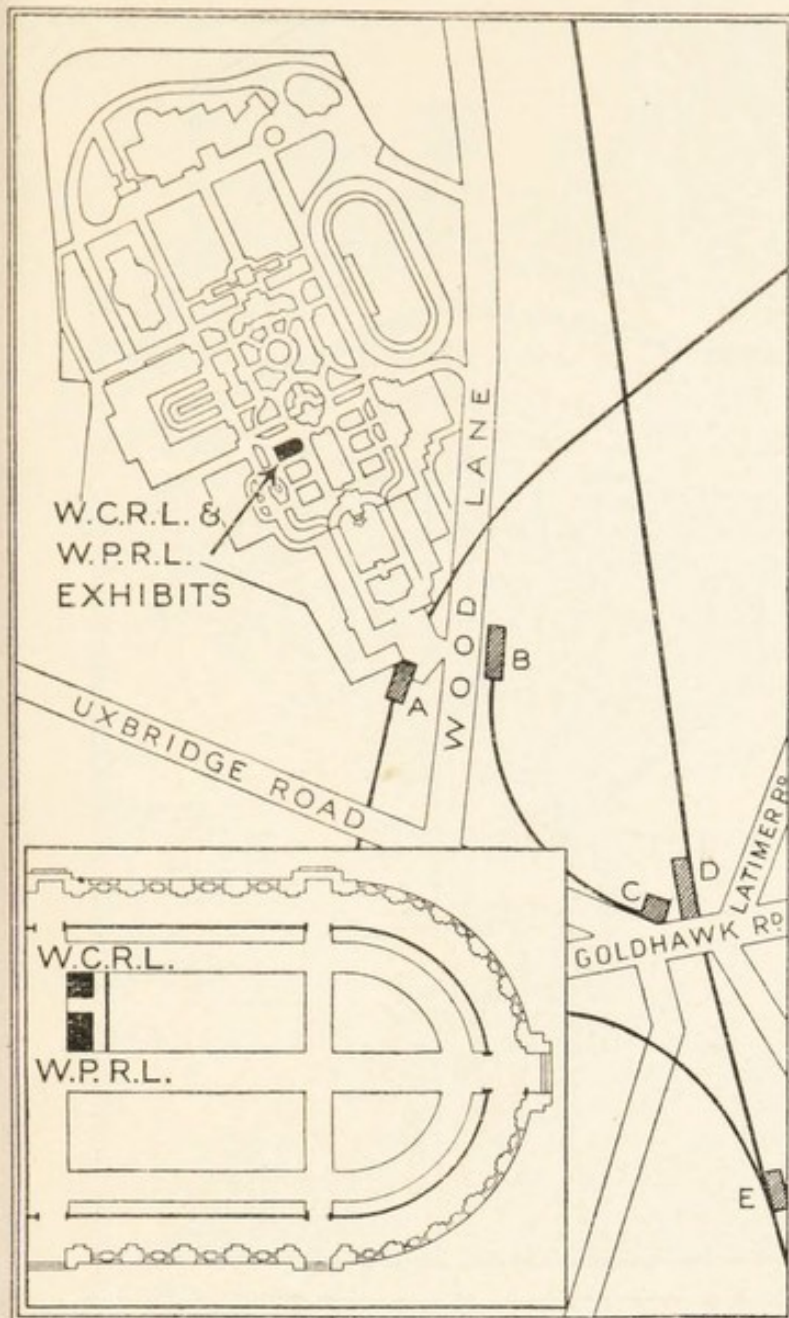 W.C.R.L. &
W.P.R.L.
EXHIBITS
WOOD LANE
A
B
UXBRIDGE ROAD
C
D
LATIMER RD
GOLDHAWK RD
W.C.R.L.
W.P.R.L.
E